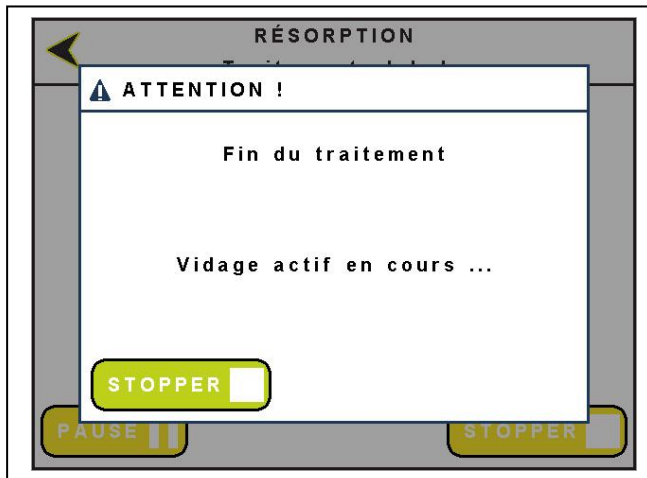 RÉSORPTION
ATTENTION !
Fin du traitement
Vidage actif en cours ...
STOPPER
PAUSE
STOPPER